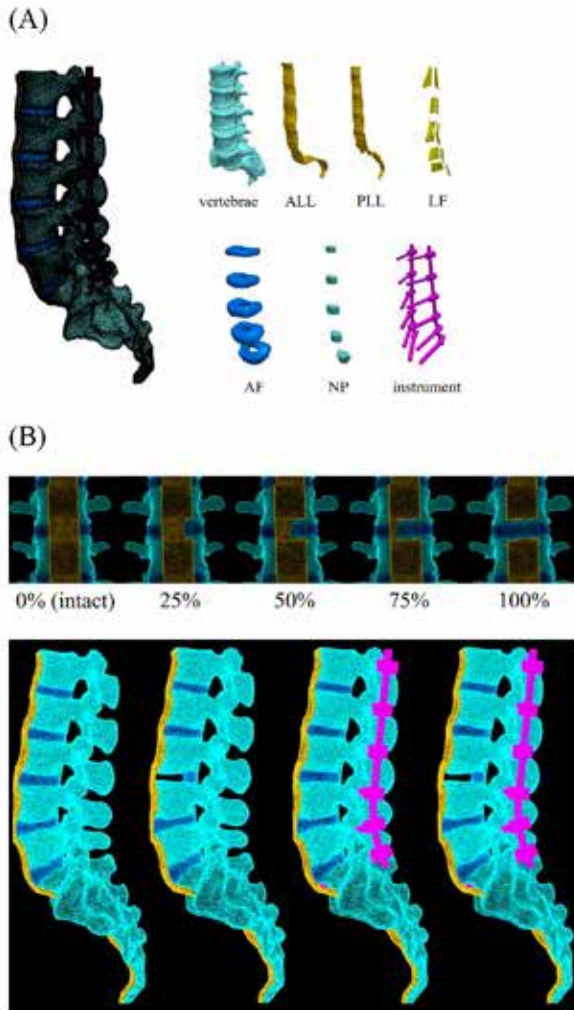 (A)
vertebrae ALL PLL LF
AF NP instrument
(B)
0% (intact) 25% 50% 75% 100%